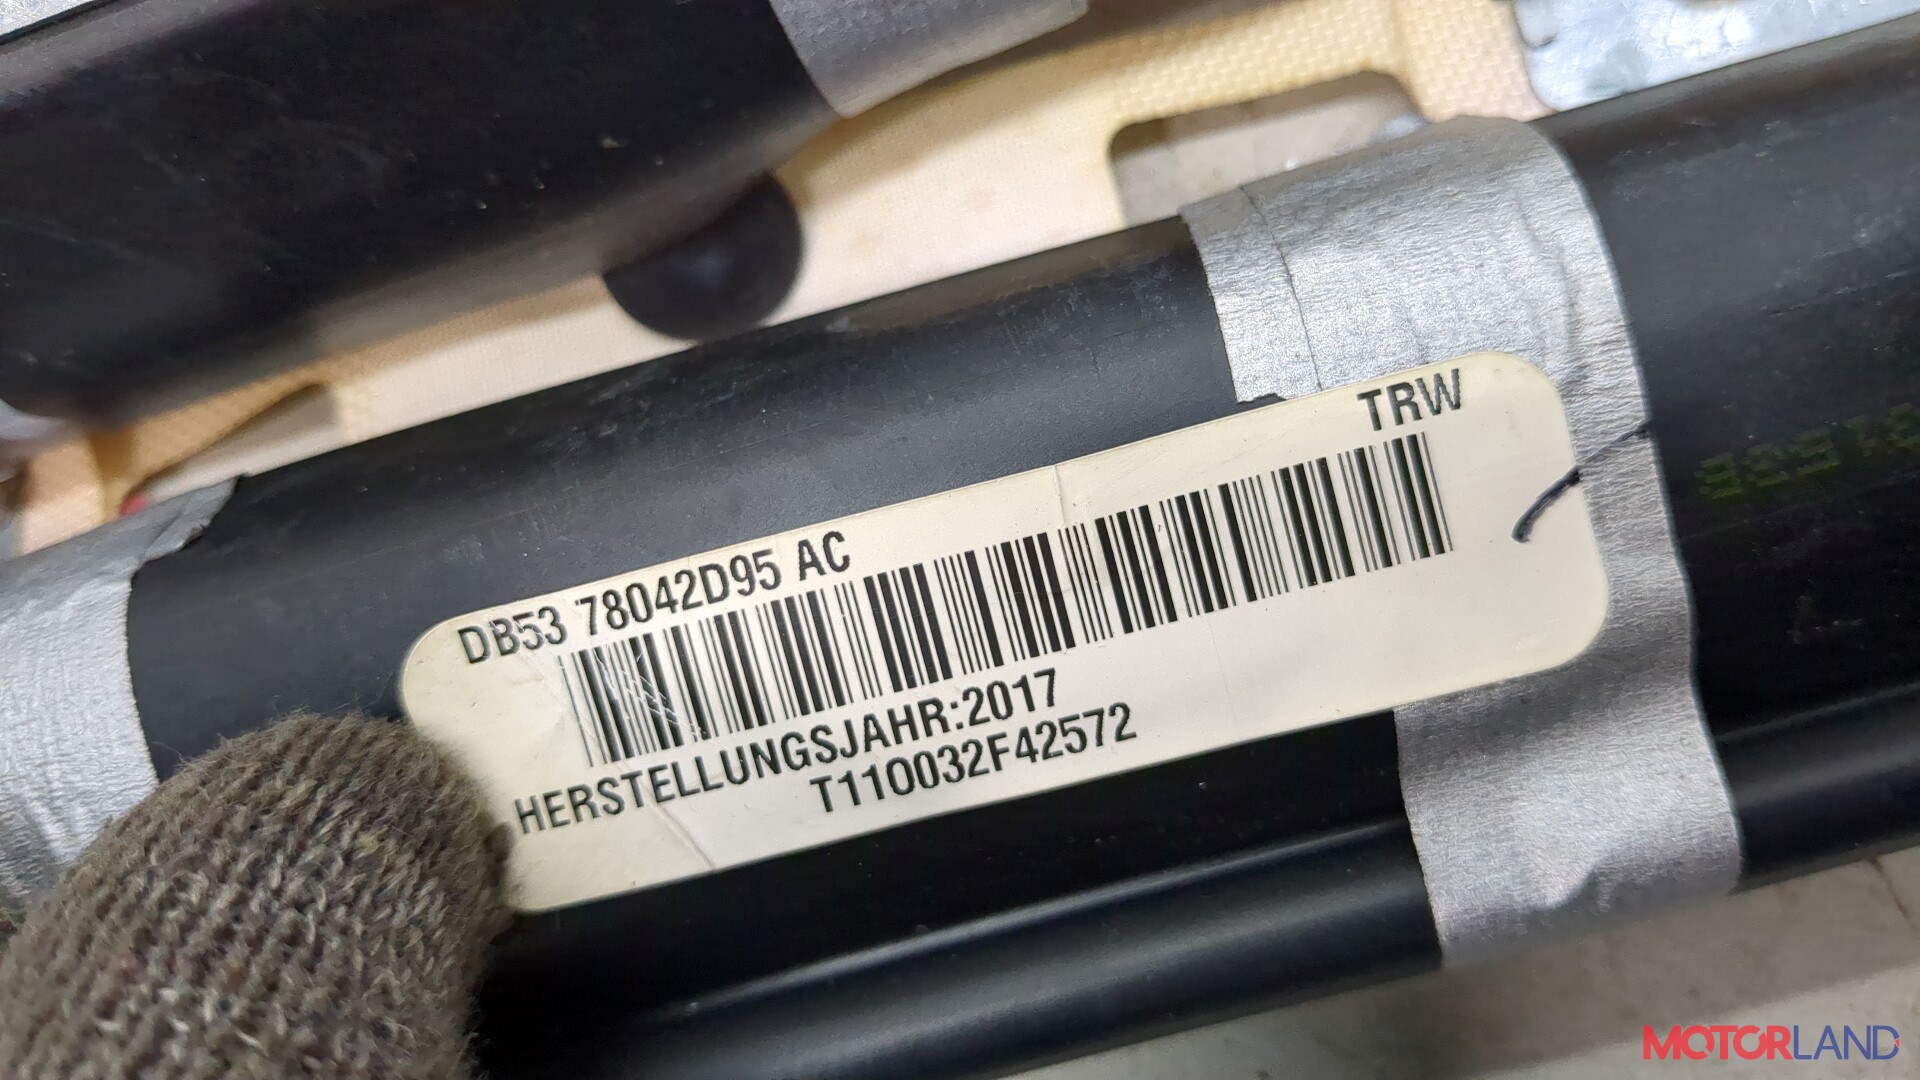 TRW
DB53 78042D95 AC
HERSTELLUNGSJAHR:2017
T110032F42572
MOTORLAND